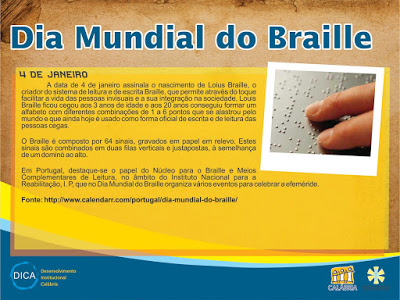 Dia Mundial do Braille
4 DE JANEIRO
A data de 4 de janeiro assinala o nascimento de Loius Braille, o
criador do sistema de leitura e de escrita Braille, que permite através do toque
facilitar a vida das pessoas invisuais e a sua integração na sociedade. Louis
Braille ficou cegou aos 3 anos de idade e aos 20 anos conseguiu formar um
alfabeto com diferentes combinações de 1 a 6 pontos que se alastrou pelo
mundo e que ainda hoje é usado como forma oficial de escrita e de leitura das
pessoas cegas.
O Braille é composto por 64 sinais, gravados em papel em relevo. Estes
sinais são combinados em duas filas verticais e justapostas, à semelhança
de um dominó ao alto.
Em Portugal, destaque-se o papel do Núcleo para o Braille e Meios
Complementares de Leitura, no âmbito do Instituto Nacional para a
Reabilitação, I. P, que no Dia Mundial do Braille organiza vários eventos para celebrar a efeméride.
Fonte: http://www.calendarr.com/portugal/dia-mundial-do-braille/
DICA
Desenvolvimento
Institucional
Calábria
CALÁBRIA